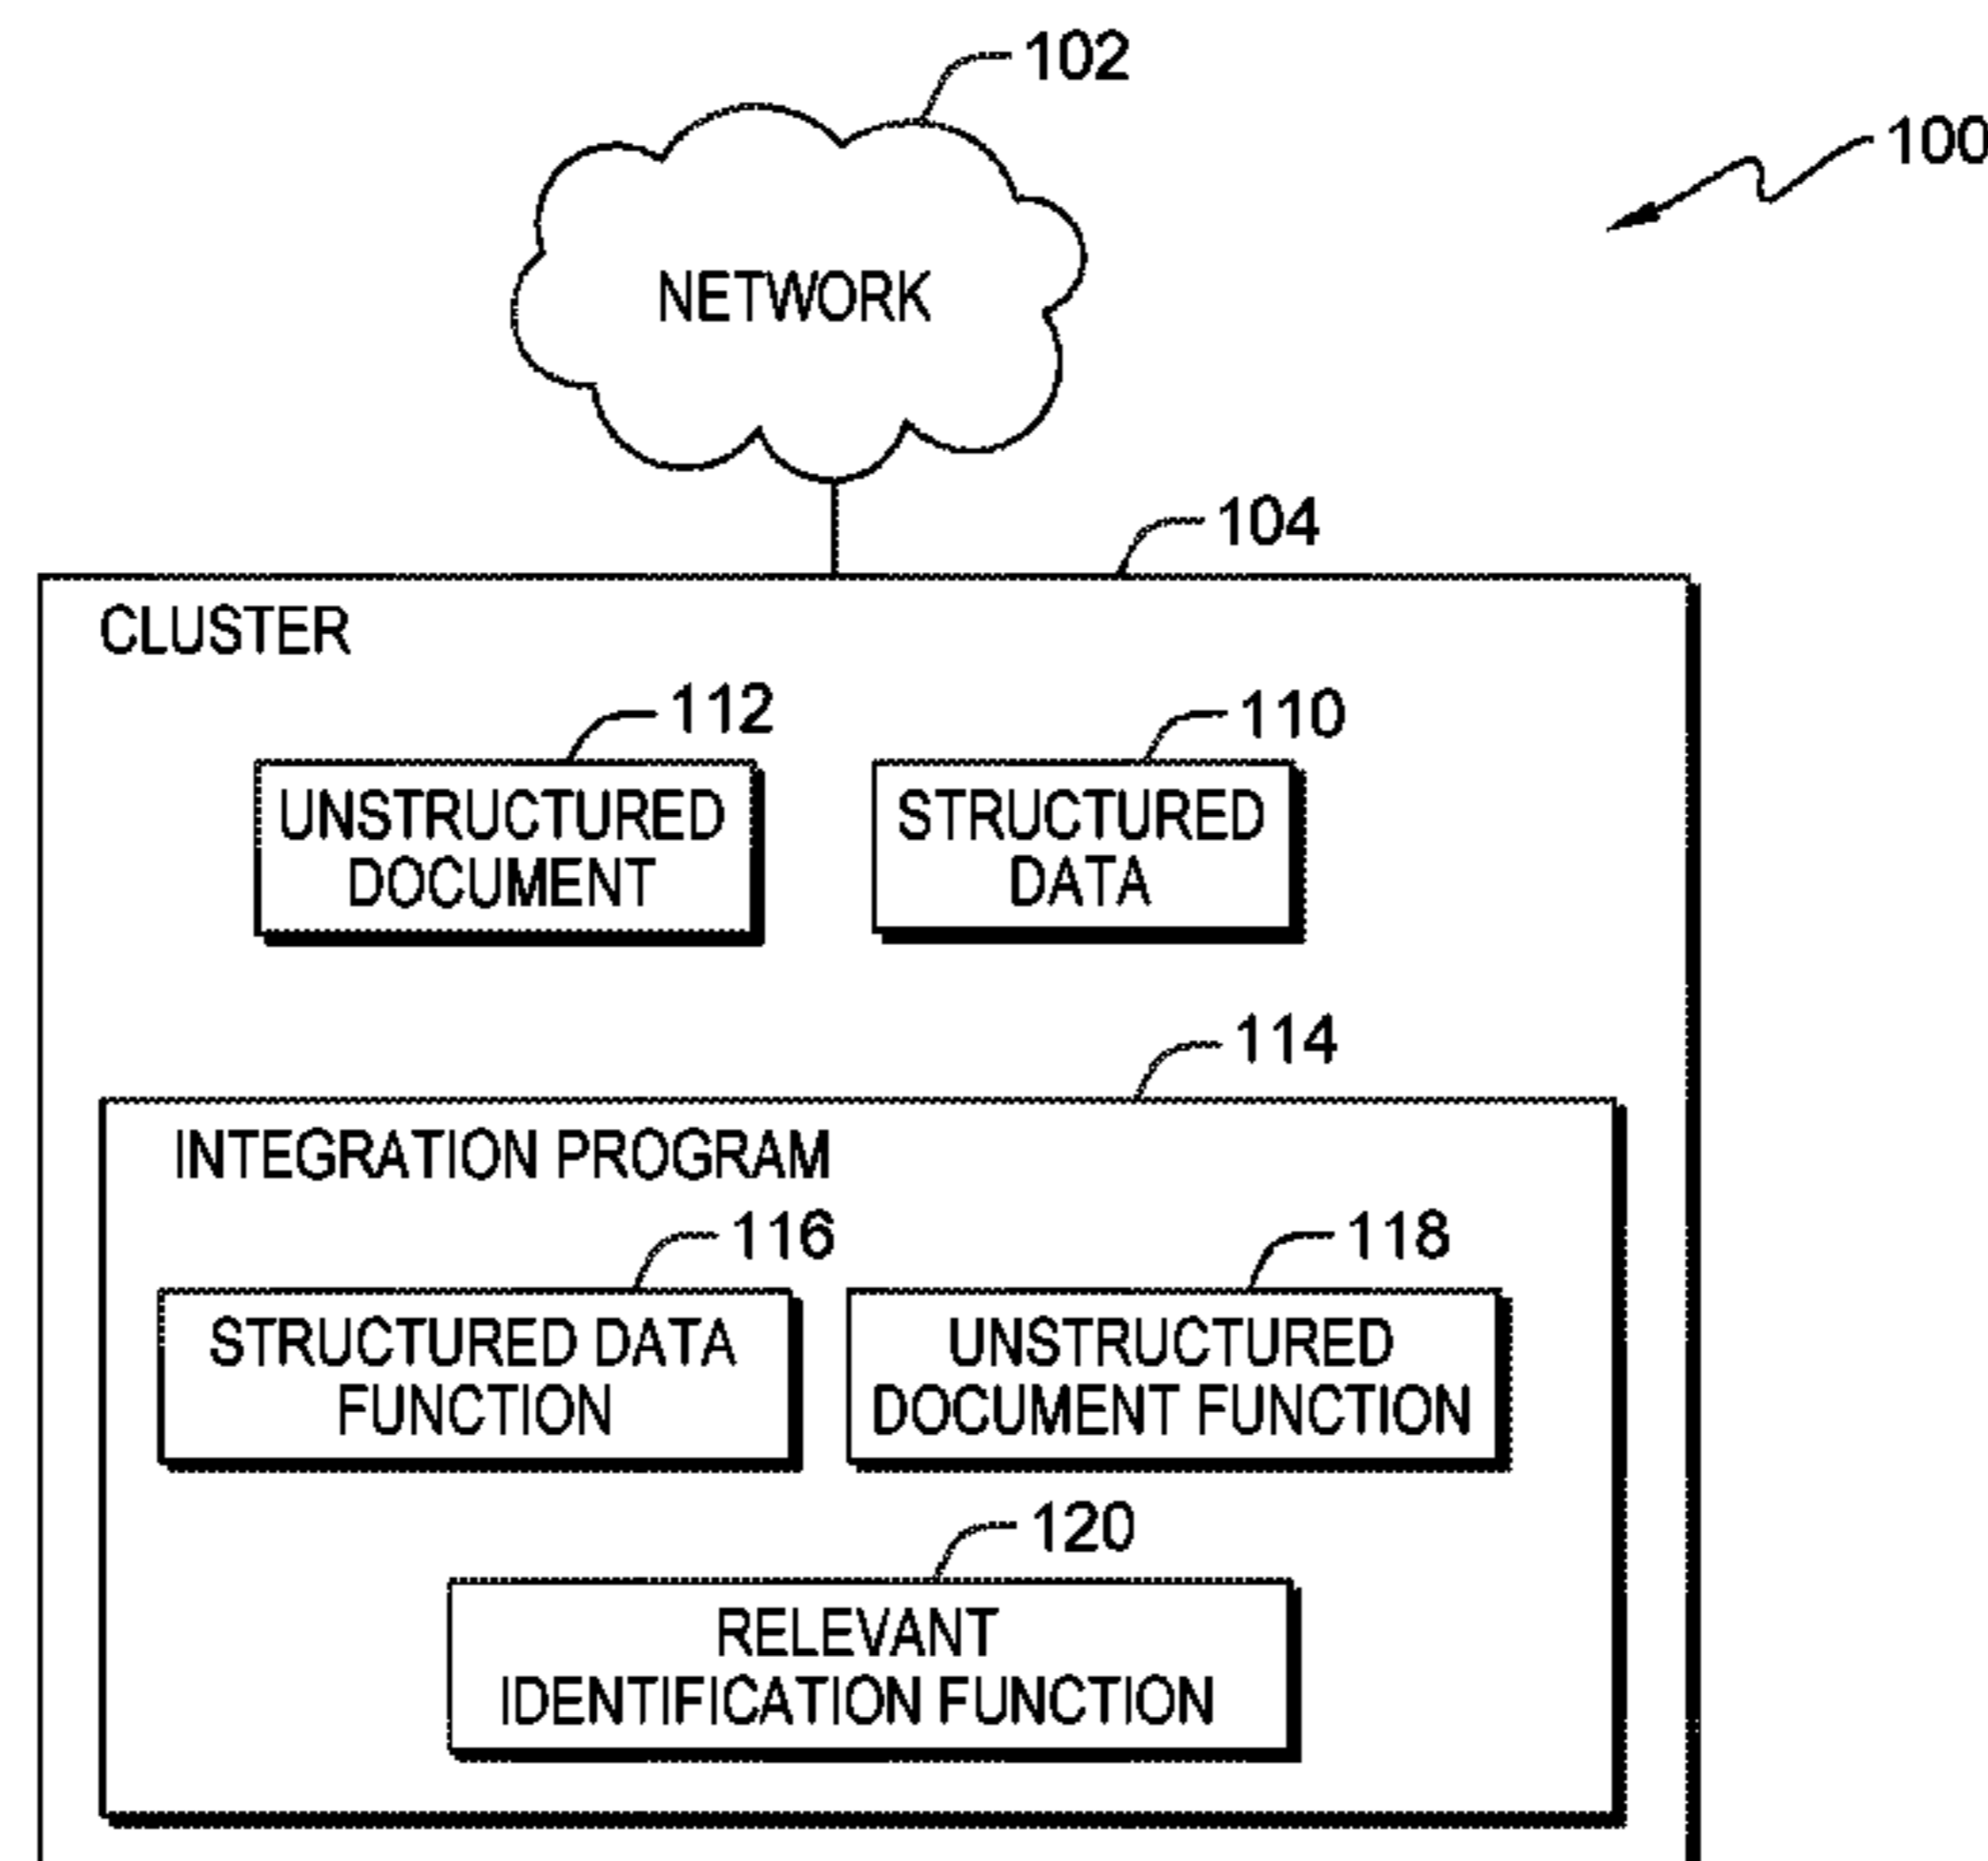 102
100
NETWORK
104
CLUSTER
112
110
UNSTRUCTURED
DOCUMENT
STRUCTURED
DATA
114
INTEGRATION PROGRAM
116
118
STRUCTURED DATA
FUNCTION
UNSTRUCTURED
DOCUMENT FUNCTION
120
RELEVANT
IDENTIFICATION FUNCTION